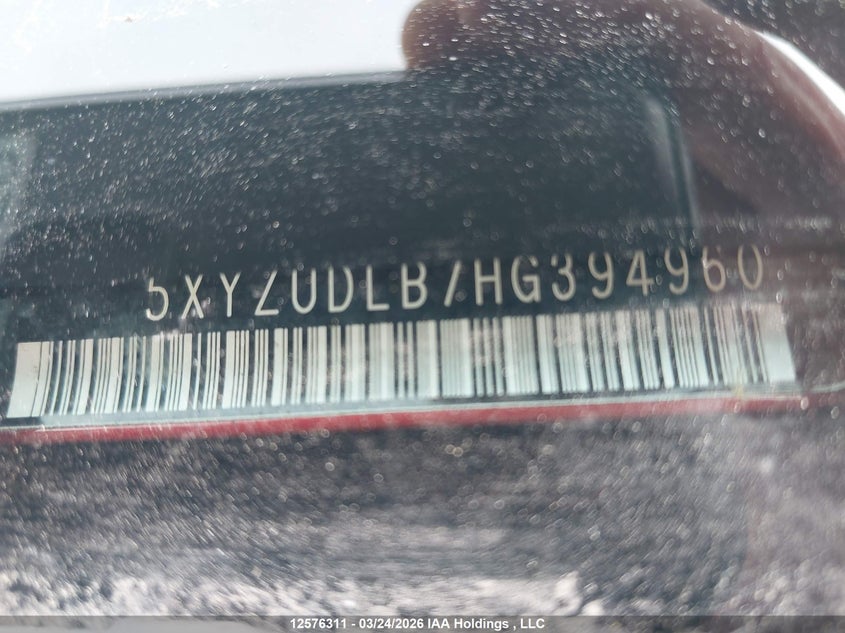 5XYZUDLB7HG394960
12576311 - 03/24/2026 IAA Holdings , LLC